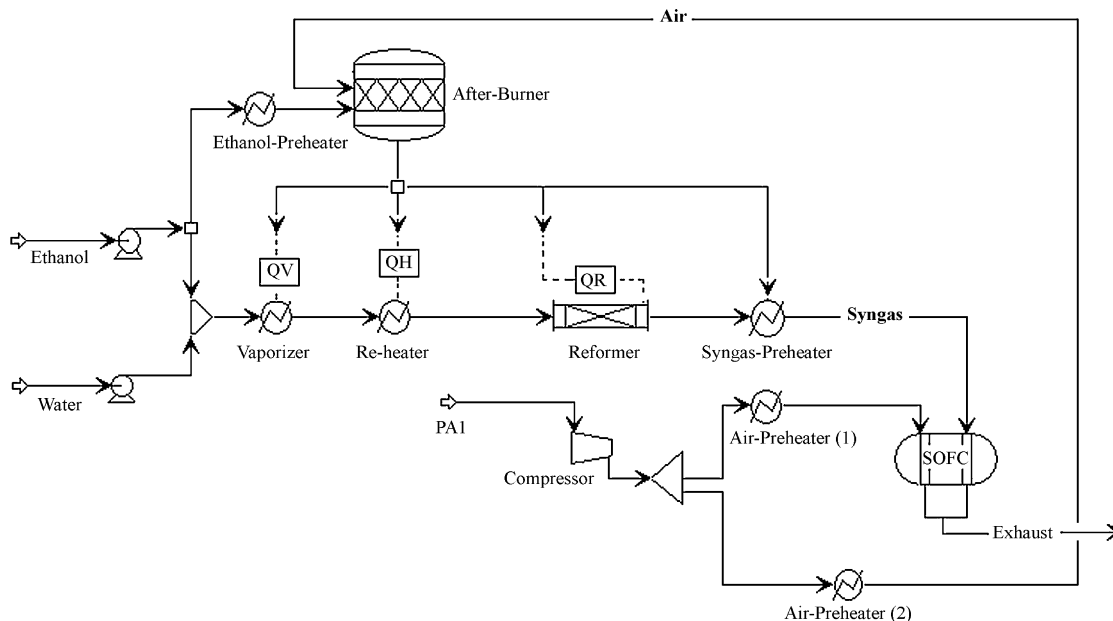 Air
After-Burner
Ethanol-Preheater
Ethanol
QV
QH
QR
Vaporizer
Re-heater
Reformer
Syngas-Preheater
Syngas
Water
PA1
Compressor
Air-Preheater (1)
SOFC
Exhaust
Air-Preheater (2)